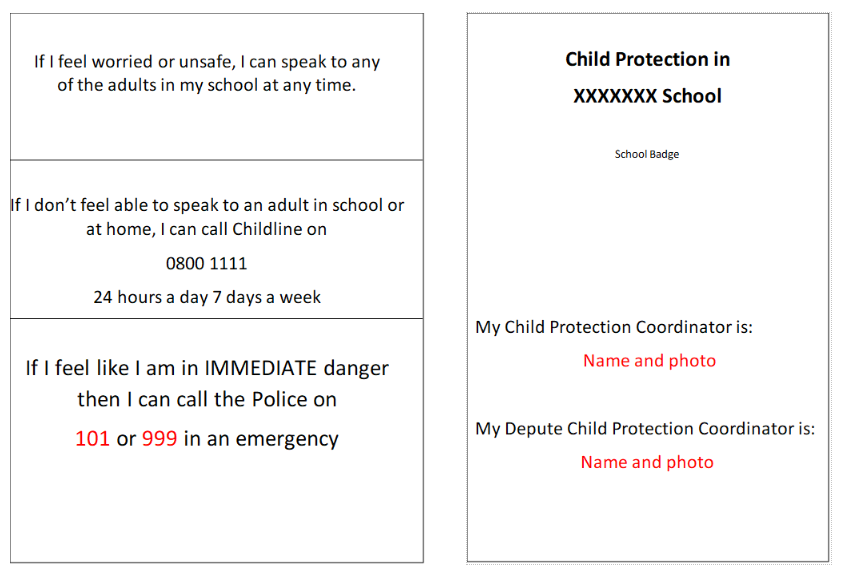 If I feel worried or unsafe, I can speak to any
of the adults in my school at any time.
If I don’t feel able to speak to an adult in school or
at home, I can call Childline on
0800 1111
24 hours a day 7 days a week
If I feel like I am in IMMEDIATE danger
then I can call the Police on
101 or 999 in an emergency
Child Protection in
XXXXXXX School
School Badge
My Child Protection Coordinator is:
Name and photo
My Depute Child Protection Coordinator is:
Name and photo